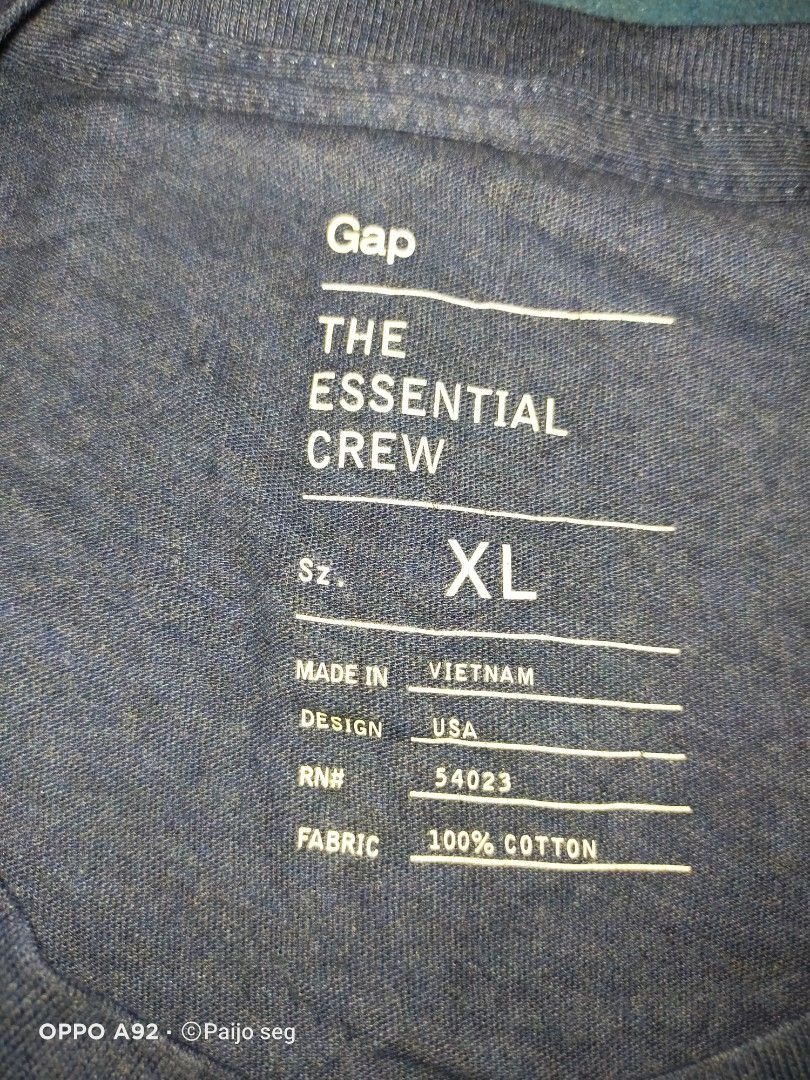 Gap
THE
ESSENTIAL
CREW
Sz. XL
MADE IN VIETNAM
DESIGN USA
RN# 54023
FABRIC 100% COTTON
OPPO A92 · ©Paijo seg